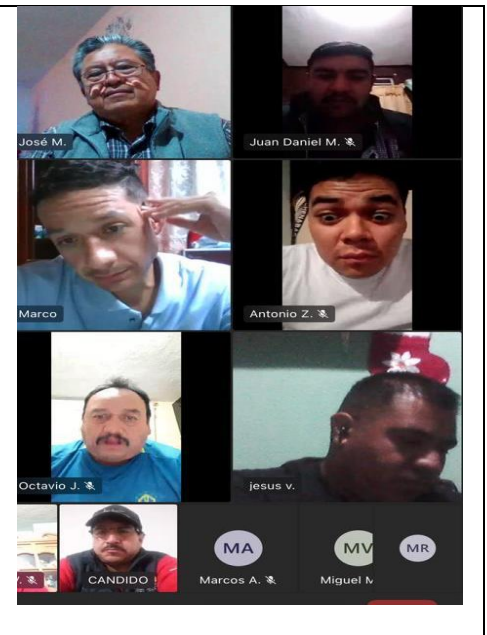 José M.
Juan Daniel M.
Marco
Antonio Z.
Octavio J.
jesus v.
CANDIDO
MA
Marcos A.
MV
Miguel
MR